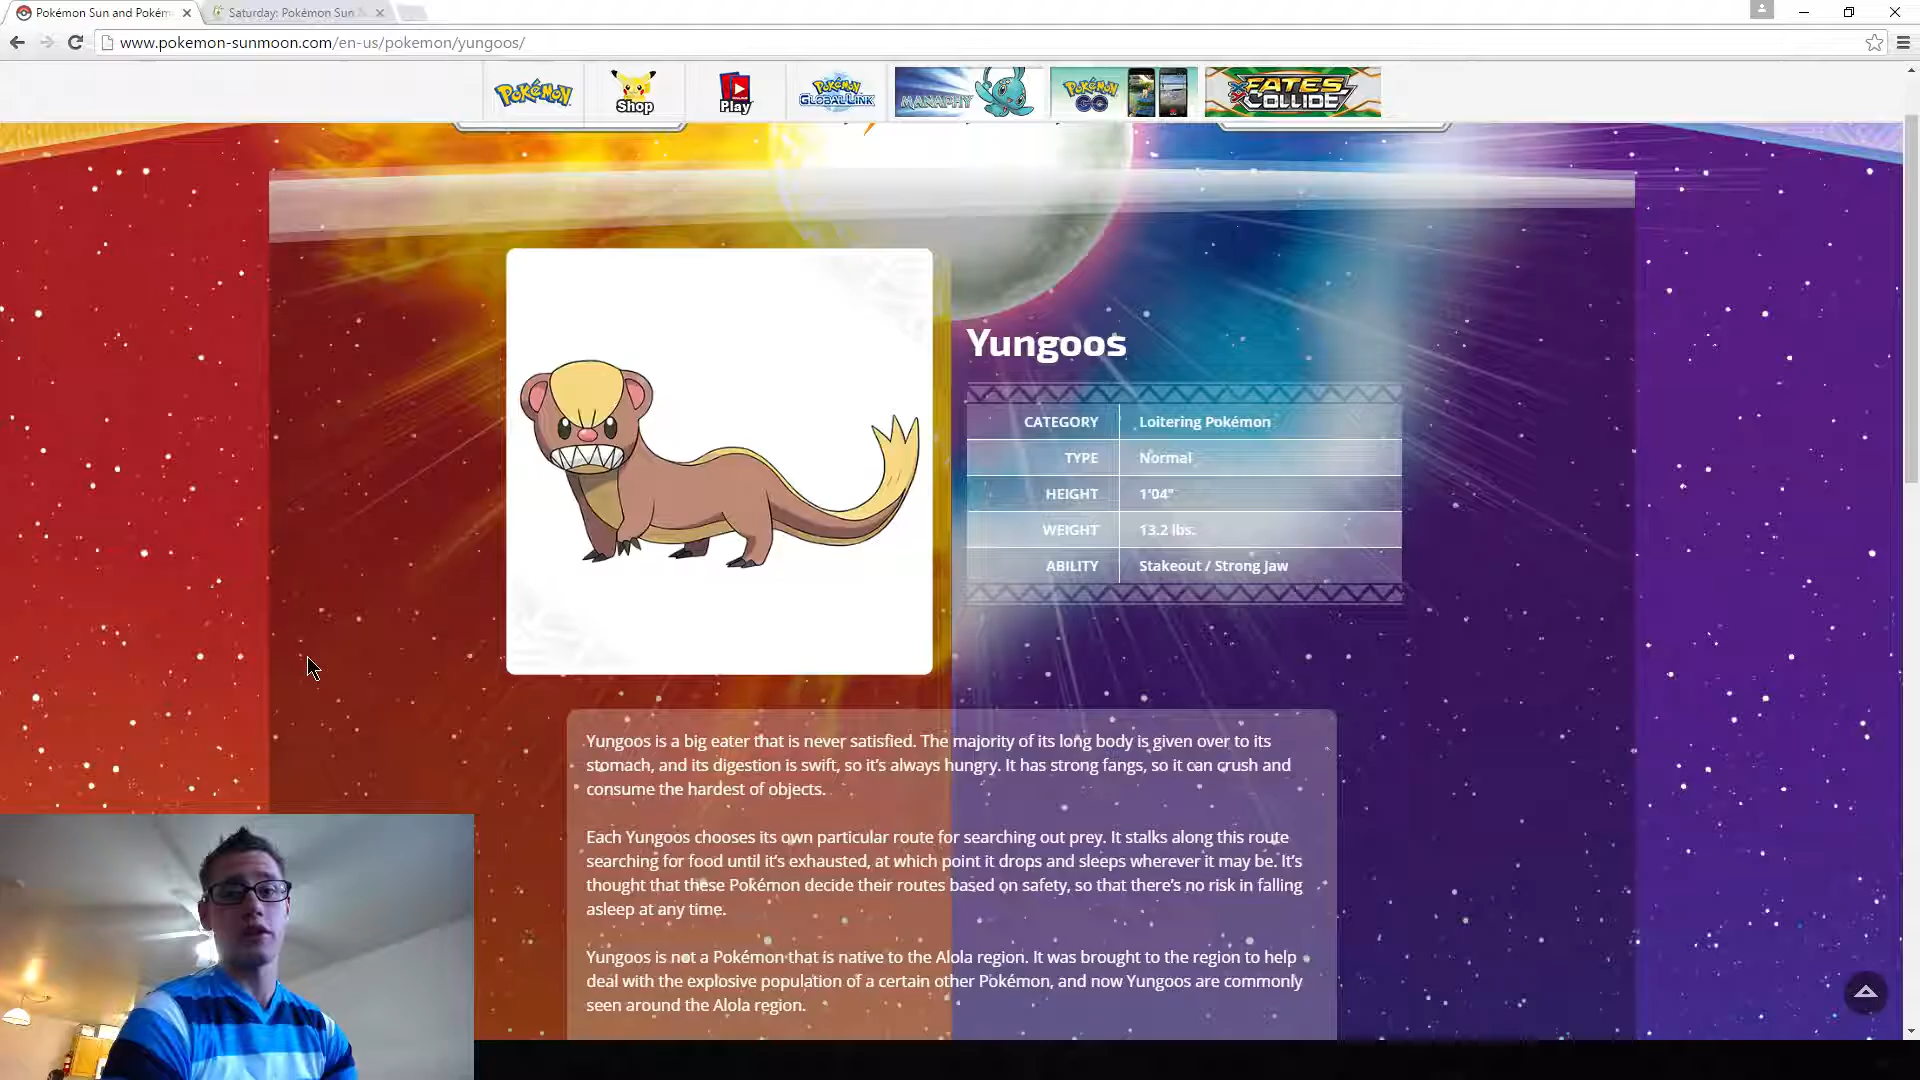 Pokémon Sun and Pokém
Saturday: Pokémon Sun
www.pokemon-sunmoon.com/en-us/pokemon/yungoos/
Pokémon
Shop
Play
Pokémon GLOBAL LINK
MANAPHY
Pokémon GO
FATES COLLIDE
Yungoos
CATEGORY Loitering Pokémon
TYPE Normal
HEIGHT 1'04"
WEIGHT 13.2 lbs.
ABILITY Stakeout / Strong Jaw
Yungoos is a big eater that is never satisfied. The majority of its long body is given over to its
stomach, and its digestion is swift, so it's always hungry. It has strong fangs, so it can crush and
consume the hardest of objects.
Each Yungoos chooses its own particular route for searching out prey. It stalks along this route
searching for food until it's exhausted, at which point it drops and sleeps wherever it may be. It's
thought that these Pokémon decide their routes based on safety, so that there's no risk in falling
asleep at any time.
Yungoos is not a Pokémon that is native to the Alola region. It was brought to the region to help
deal with the explosive population of a certain other Pokémon, and now Yungoos are commonly
seen around the Alola region.